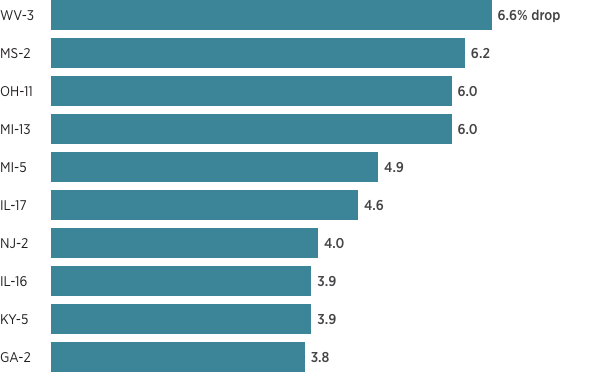 WV-3 6.6% drop
MS-2 6.2
OH-11 6.0
MI-13 6.0
MI-5 4.9
IL-17 4.6
NJ-2 4.0
IL-16 3.9
KY-5 3.9
GA-2 3.8